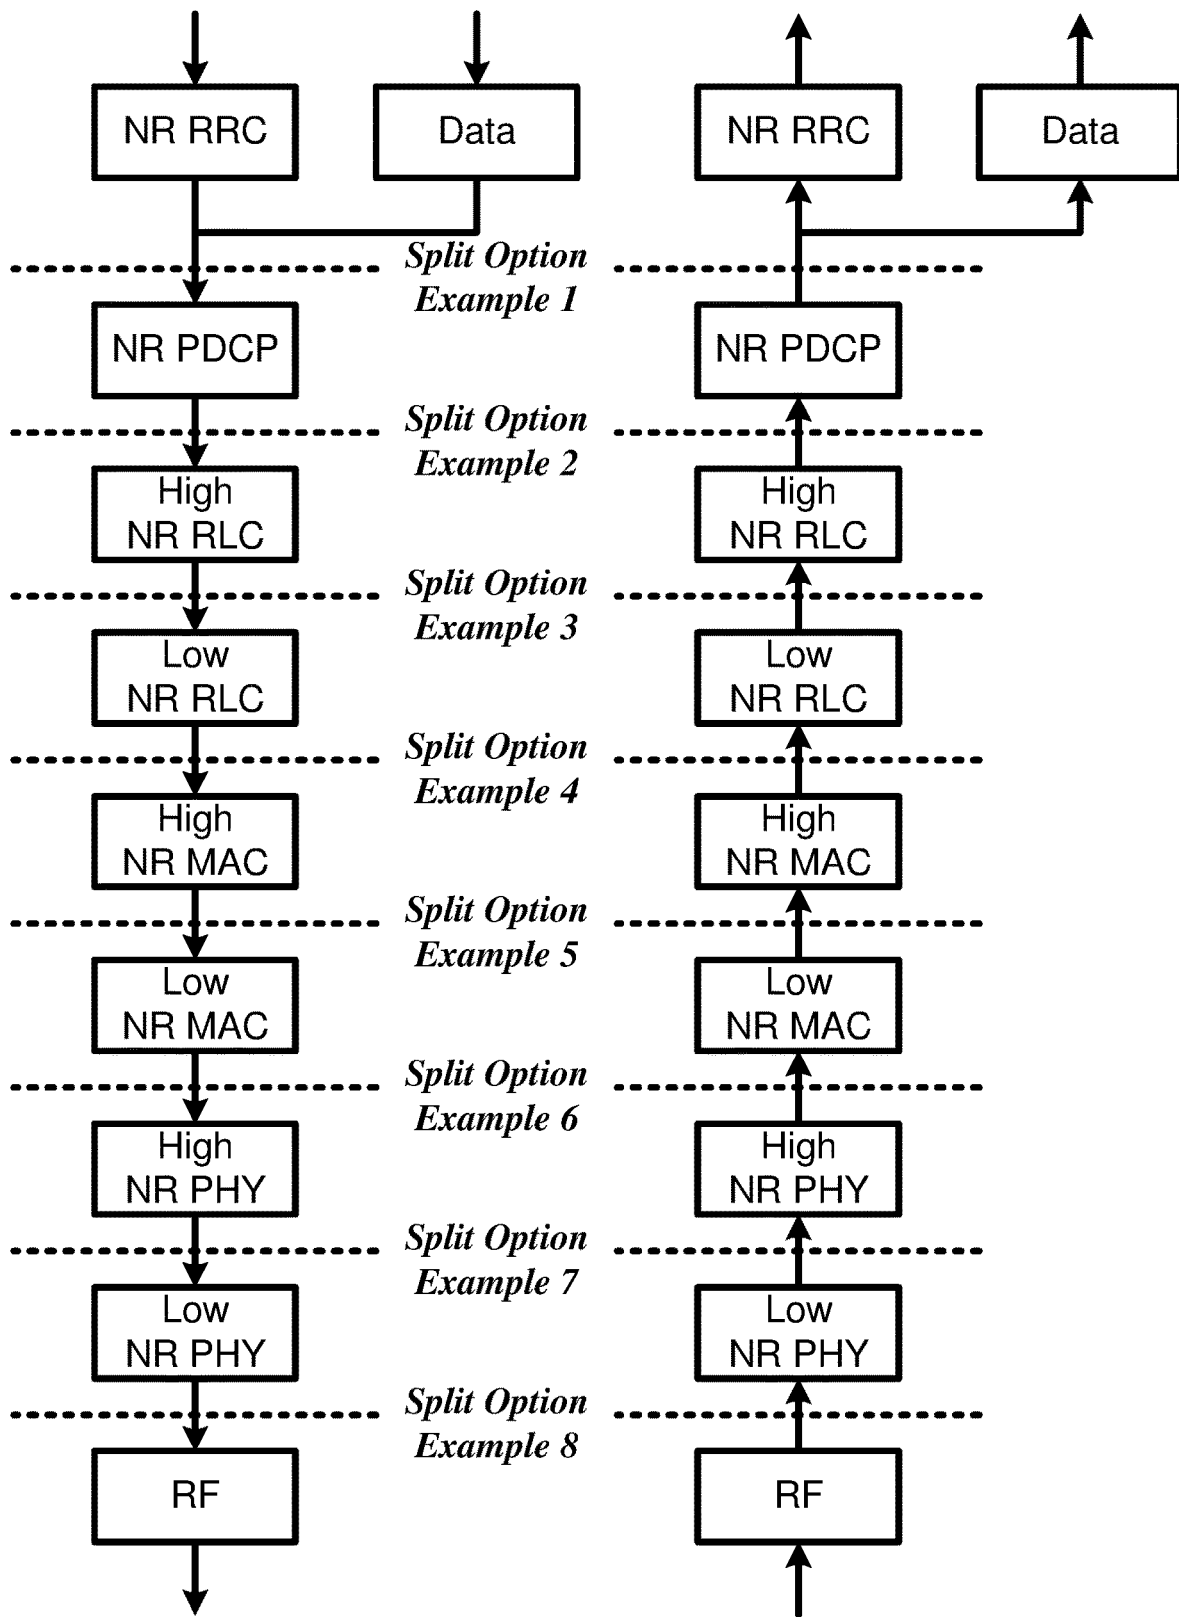 NR RRC
Data
NR RRC
Data
Split Option
Example 1
NR PDCP
NR PDCP
Split Option
Example 2
High
NR RLC
High
NR RLC
Split Option
Example 3
Low
NR RLC
Low
NR RLC
Split Option
Example 4
High
NR MAC
High
NR MAC
Split Option
Example 5
Low
NR MAC
Low
NR MAC
Split Option
Example 6
High
NR PHY
High
NR PHY
Split Option
Example 7
Low
NR PHY
Low
NR PHY
Split Option
Example 8
RF
RF